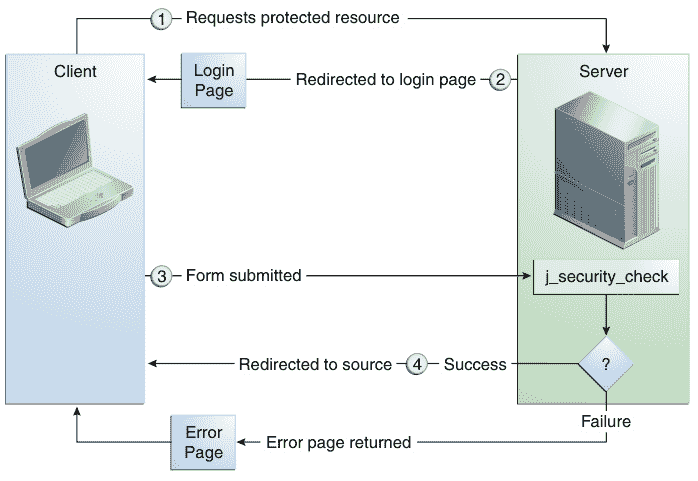 1 Requests protected resource
Client
Login
Page
Redirected to login page 2
Server
3 Form submitted
j_security_check
Redirected to source 4 Success
?
Failure
Error
Page
Error page returned